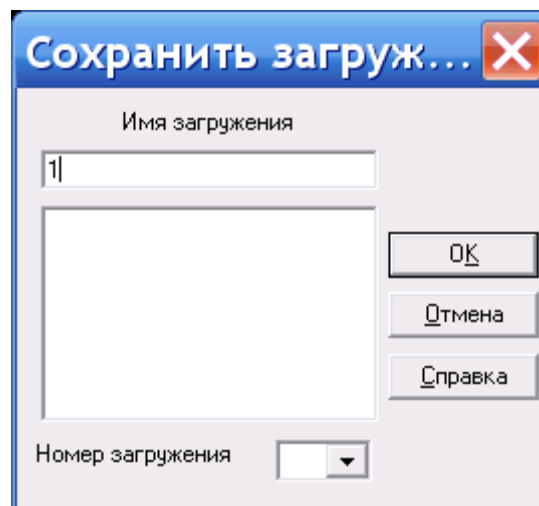 Сохранить загруж...
Имя загружения
1
OK
Отмена
Справка
Номер загружения